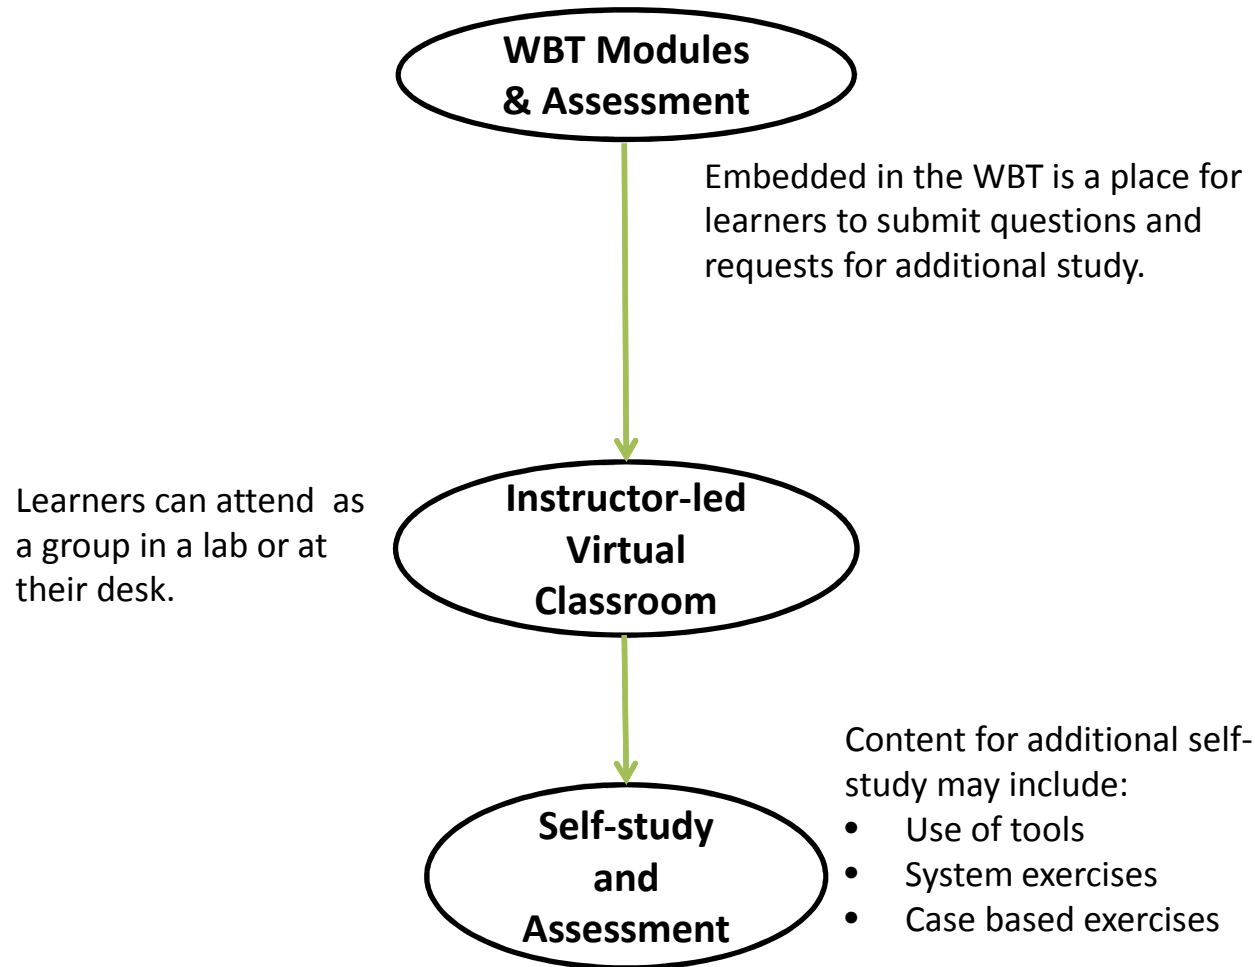 WBT Modules
& Assessment
Embedded in the WBT is a place for
learners to submit questions and
requests for additional study.
Learners can attend  as
a group in a lab or at
their desk.
Instructor-led
Virtual
Classroom
Self-study
and
Assessment
Content for additional self-
study may include:
• Use of tools
• System exercises
• Case based exercises